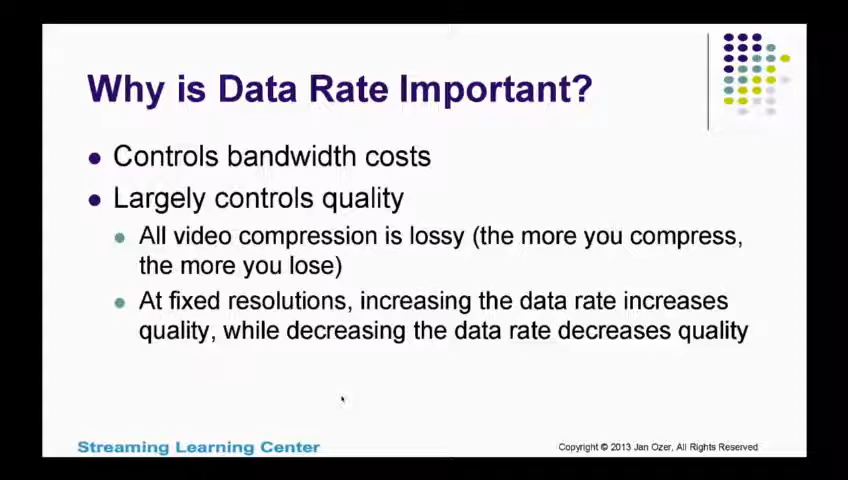 Why is Data Rate Important?
Controls bandwidth costs
Largely controls quality
All video compression is lossy (the more you compress,
the more you lose)
At fixed resolutions, increasing the data rate increases
quality, while decreasing the data rate decreases quality
Streaming Learning Center
Copyright © 2013 Jan Ozer, All Rights Reserved